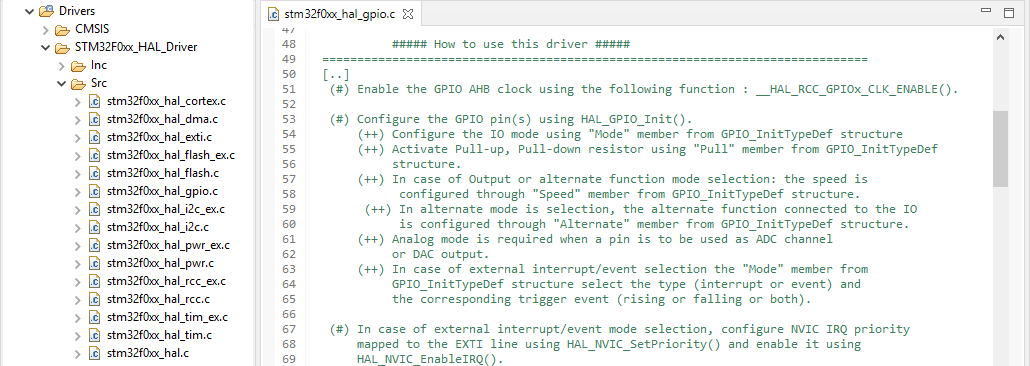 Drivers
CMSIS
STM32F0xx_HAL_Driver
Inc
Src
stm32f0xx_hal_cortex.c
stm32f0xx_hal_dma.c
stm32f0xx_hal_exti.c
stm32f0xx_hal_flash_ex.c
stm32f0xx_hal_flash.c
stm32f0xx_hal_gpio.c
stm32f0xx_hal_i2c_ex.c
stm32f0xx_hal_i2c.c
stm32f0xx_hal_pwr_ex.c
stm32f0xx_hal_pwr.c
stm32f0xx_hal_rcc_ex.c
stm32f0xx_hal_rcc.c
stm32f0xx_hal_tim_ex.c
stm32f0xx_hal_tim.c
stm32f0xx_hal.c
stm32f0xx_hal_gpio.c
47
48 ##### How to use this driver #####
49 ==============================================================================
50 [..]
51 (#) Enable the GPIO AHB clock using the following function : __HAL_RCC_GPIOx_CLK_ENABLE().
52
53 (#) Configure the GPIO pin(s) using HAL_GPIO_Init().
54 (++) Configure the IO mode using "Mode" member from GPIO_InitTypeDef structure
55 (++) Activate Pull-up, Pull-down resistor using "Pull" member from GPIO_InitTypeDef
56 structure.
57 (++) In case of Output or alternate function mode selection: the speed is
58 configured through "Speed" member from GPIO_InitTypeDef structure.
59 (++) In alternate mode is selection, the alternate function connected to the IO
60 is configured through "Alternate" member from GPIO_InitTypeDef structure.
61 (++) Analog mode is required when a pin is to be used as ADC channel
62 or DAC output.
63 (++) In case of external interrupt/event selection the "Mode" member from
64 GPIO_InitTypeDef structure select the type (interrupt or event) and
65 the corresponding trigger event (rising or falling or both).
66
67 (#) In case of external interrupt/event mode selection, configure NVIC IRQ priority
68 mapped to the EXTI line using HAL_NVIC_SetPriority() and enable it using
69 HAL_NVIC_EnableIRQ().